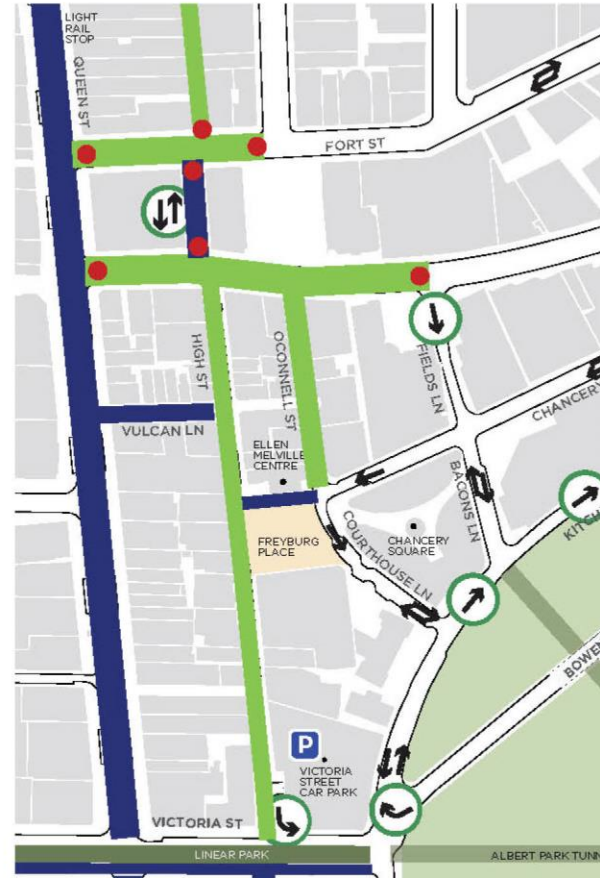 LIGHT
RAIL
STOP
QUEEN ST
FORT ST
HIGH ST
OCONNELL ST
FIELDS LN
CHANCERY
VULCAN LN
ELLEN
MELVILLE
CENTRE
BACONS LN
KITCH
FREYBURG
PLACE
COURTHOUSE LN
CHANCERY
SQUARE
BOWEN
P
VICTORIA
STREET
CAR PARK
VICTORIA ST
LINEAR PARK
ALBERT PARK TUNN